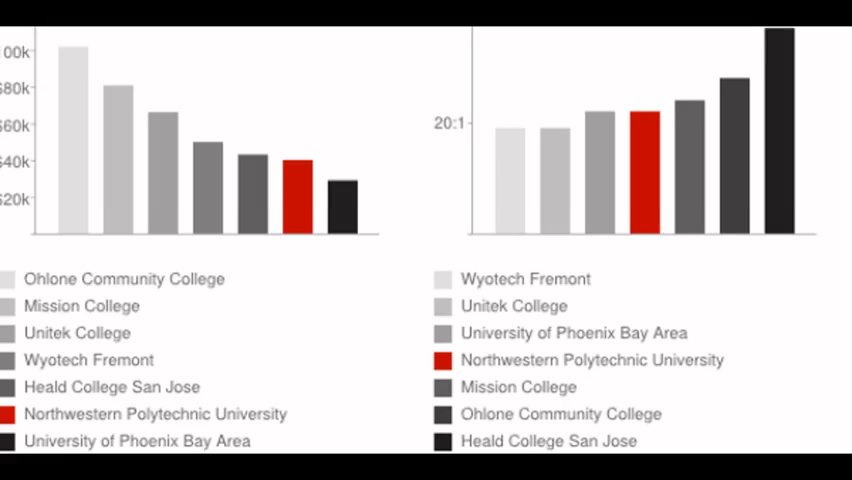 $80k
$60k
$40k
$20k
Ohlone Community College
Mission College
Unitek College
Wyotech Fremont
Heald College San Jose
Northwestern Polytechnic University
University of Phoenix Bay Area
20:1
Wyotech Fremont
Unitek College
University of Phoenix Bay Area
Northwestern Polytechnic University
Mission College
Ohlone Community College
Heald College San Jose